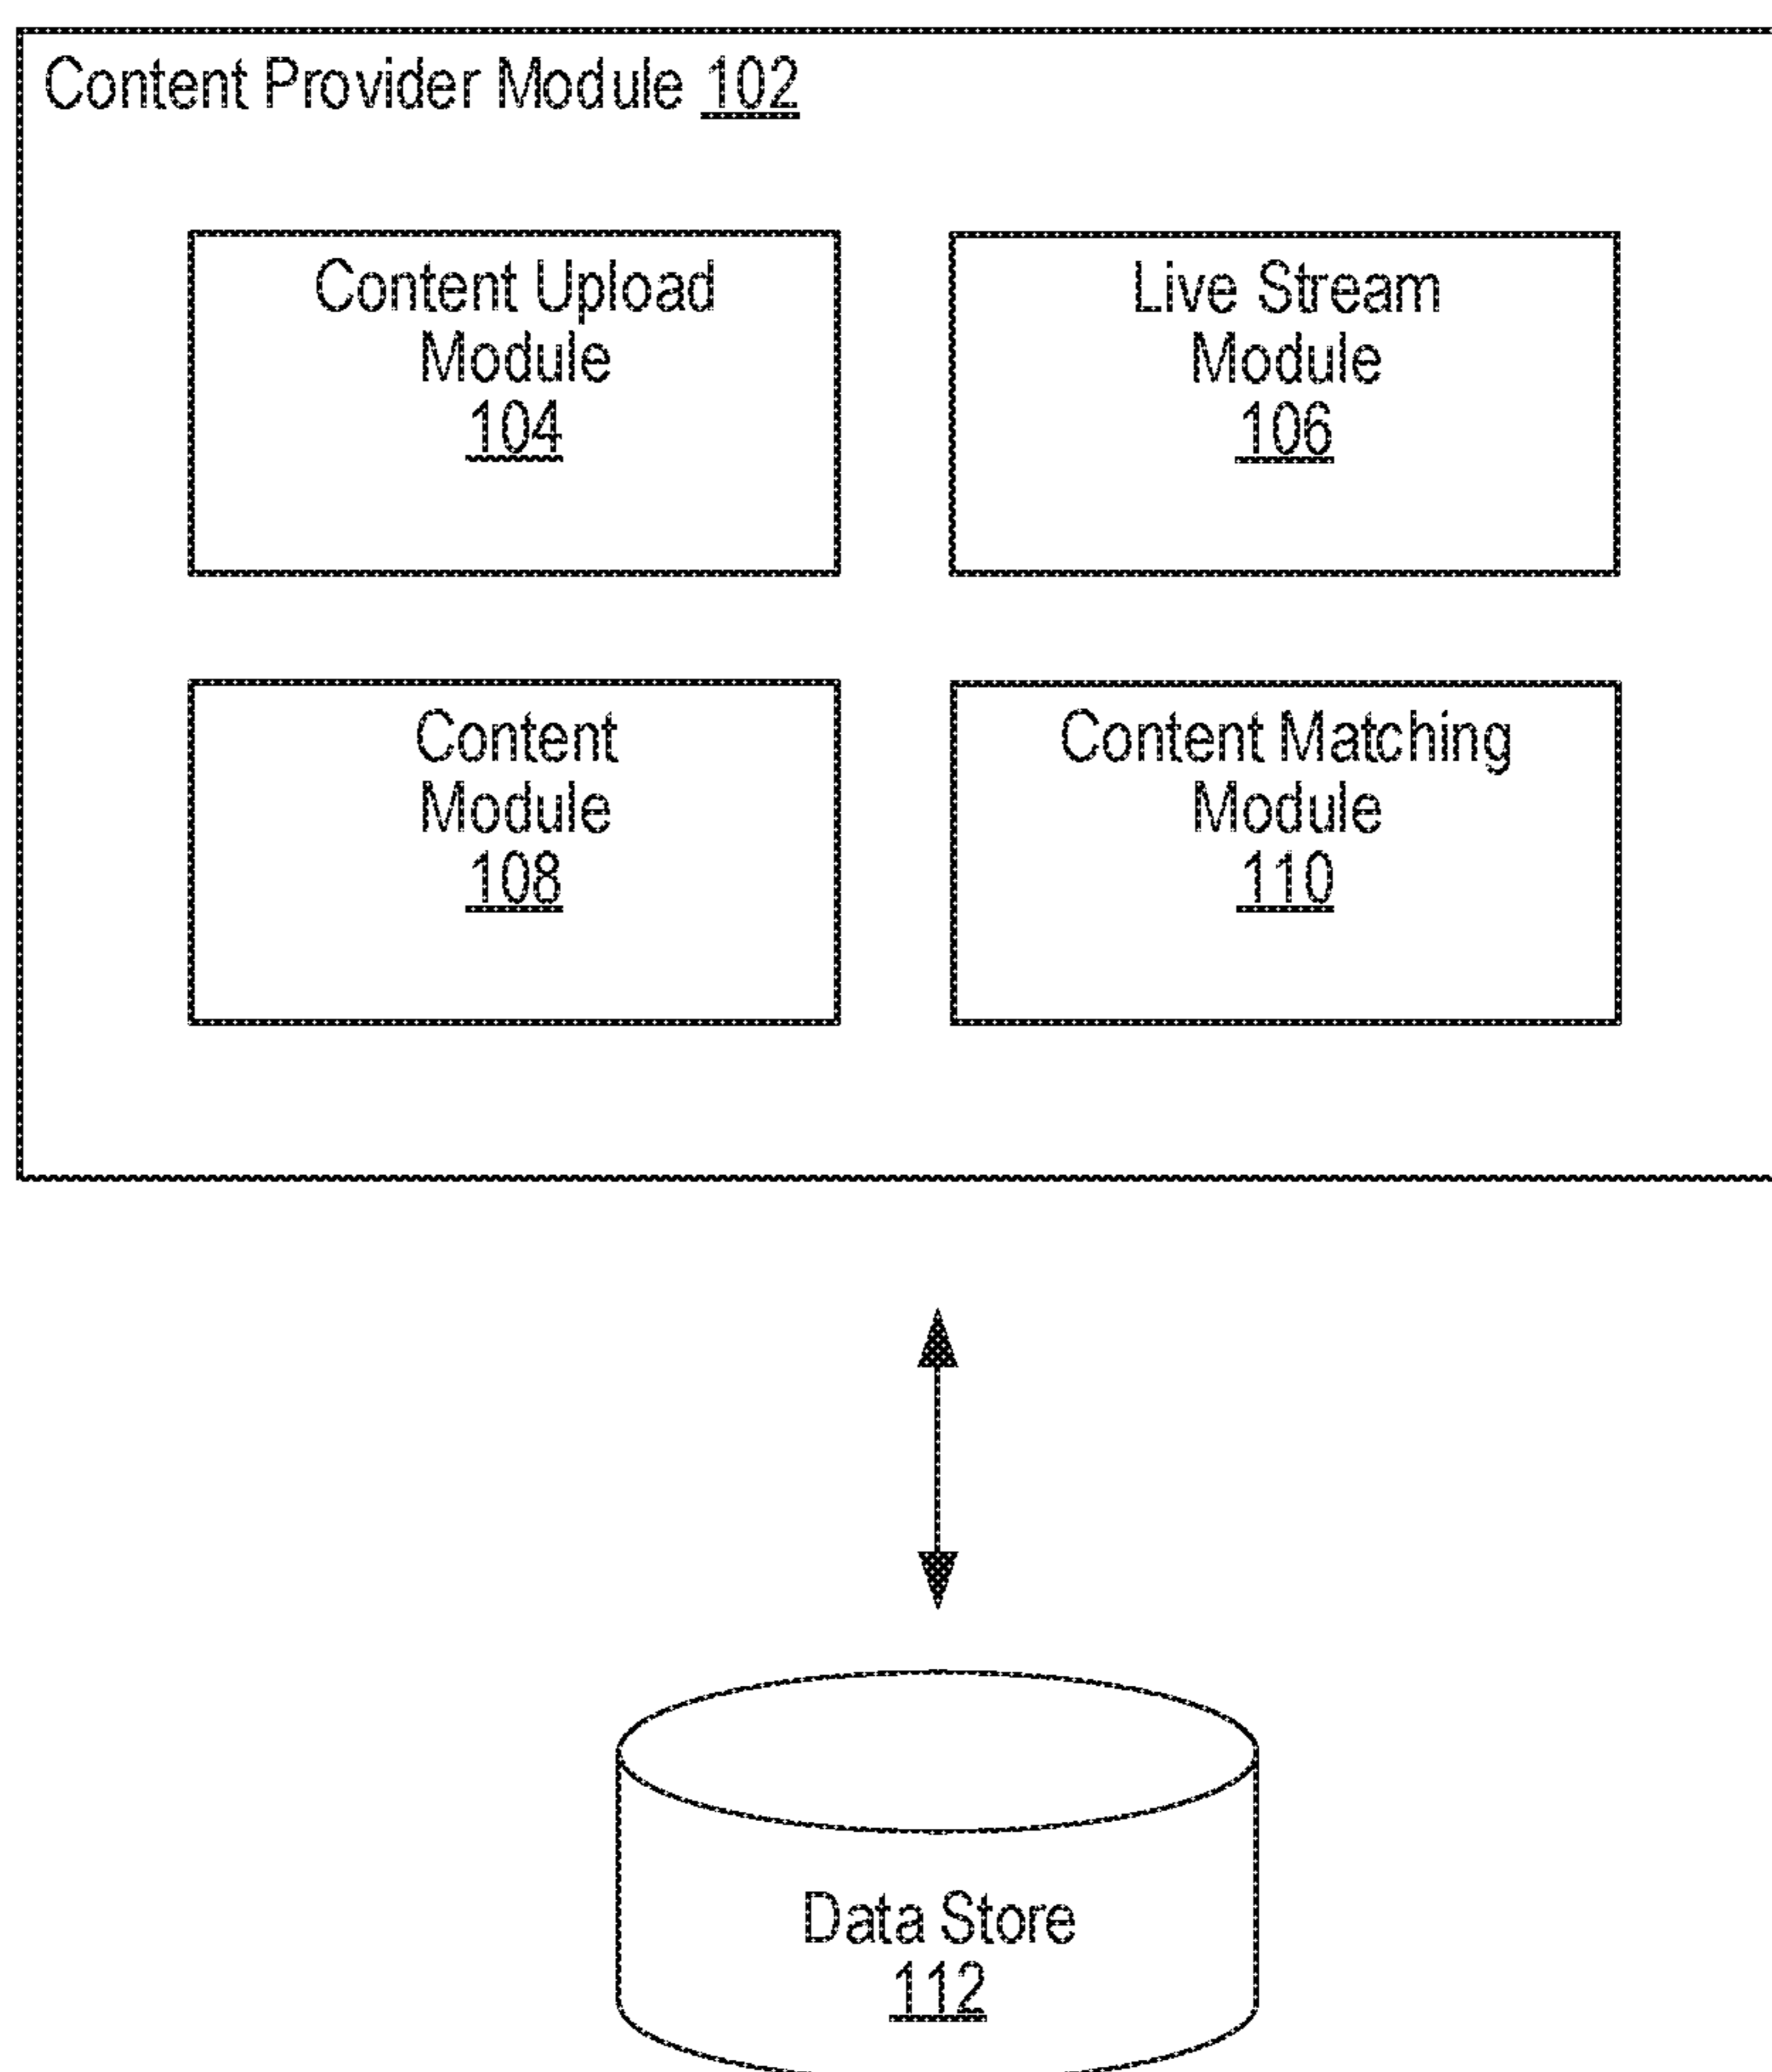 Content Provider Module 102
Content Upload
Module
104
Live Stream
Module
106
Content
Module
108
Content Matching
Module
110
Data Store
112